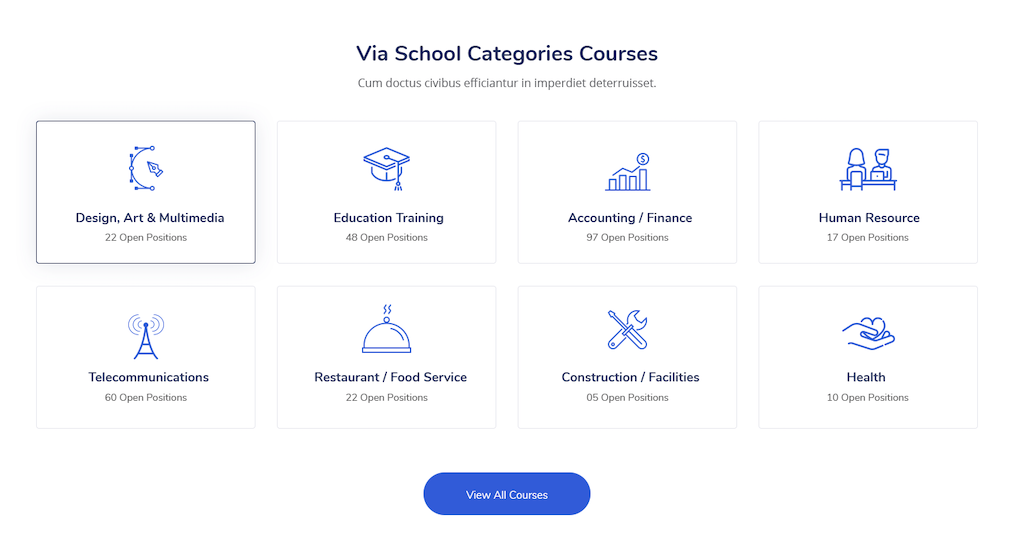 Via School Categories Courses
Cum doctus civibus efficiantur in imperdiet deterruisset.
Design, Art & Multimedia
22 Open Positions
Education Training
48 Open Positions
$
Accounting / Finance
97 Open Positions
Human Resource
17 Open Positions
Telecommunications
60 Open Positions
Restaurant / Food Service
22 Open Positions
Construction / Facilities
05 Open Positions
Health
10 Open Positions
View All Courses